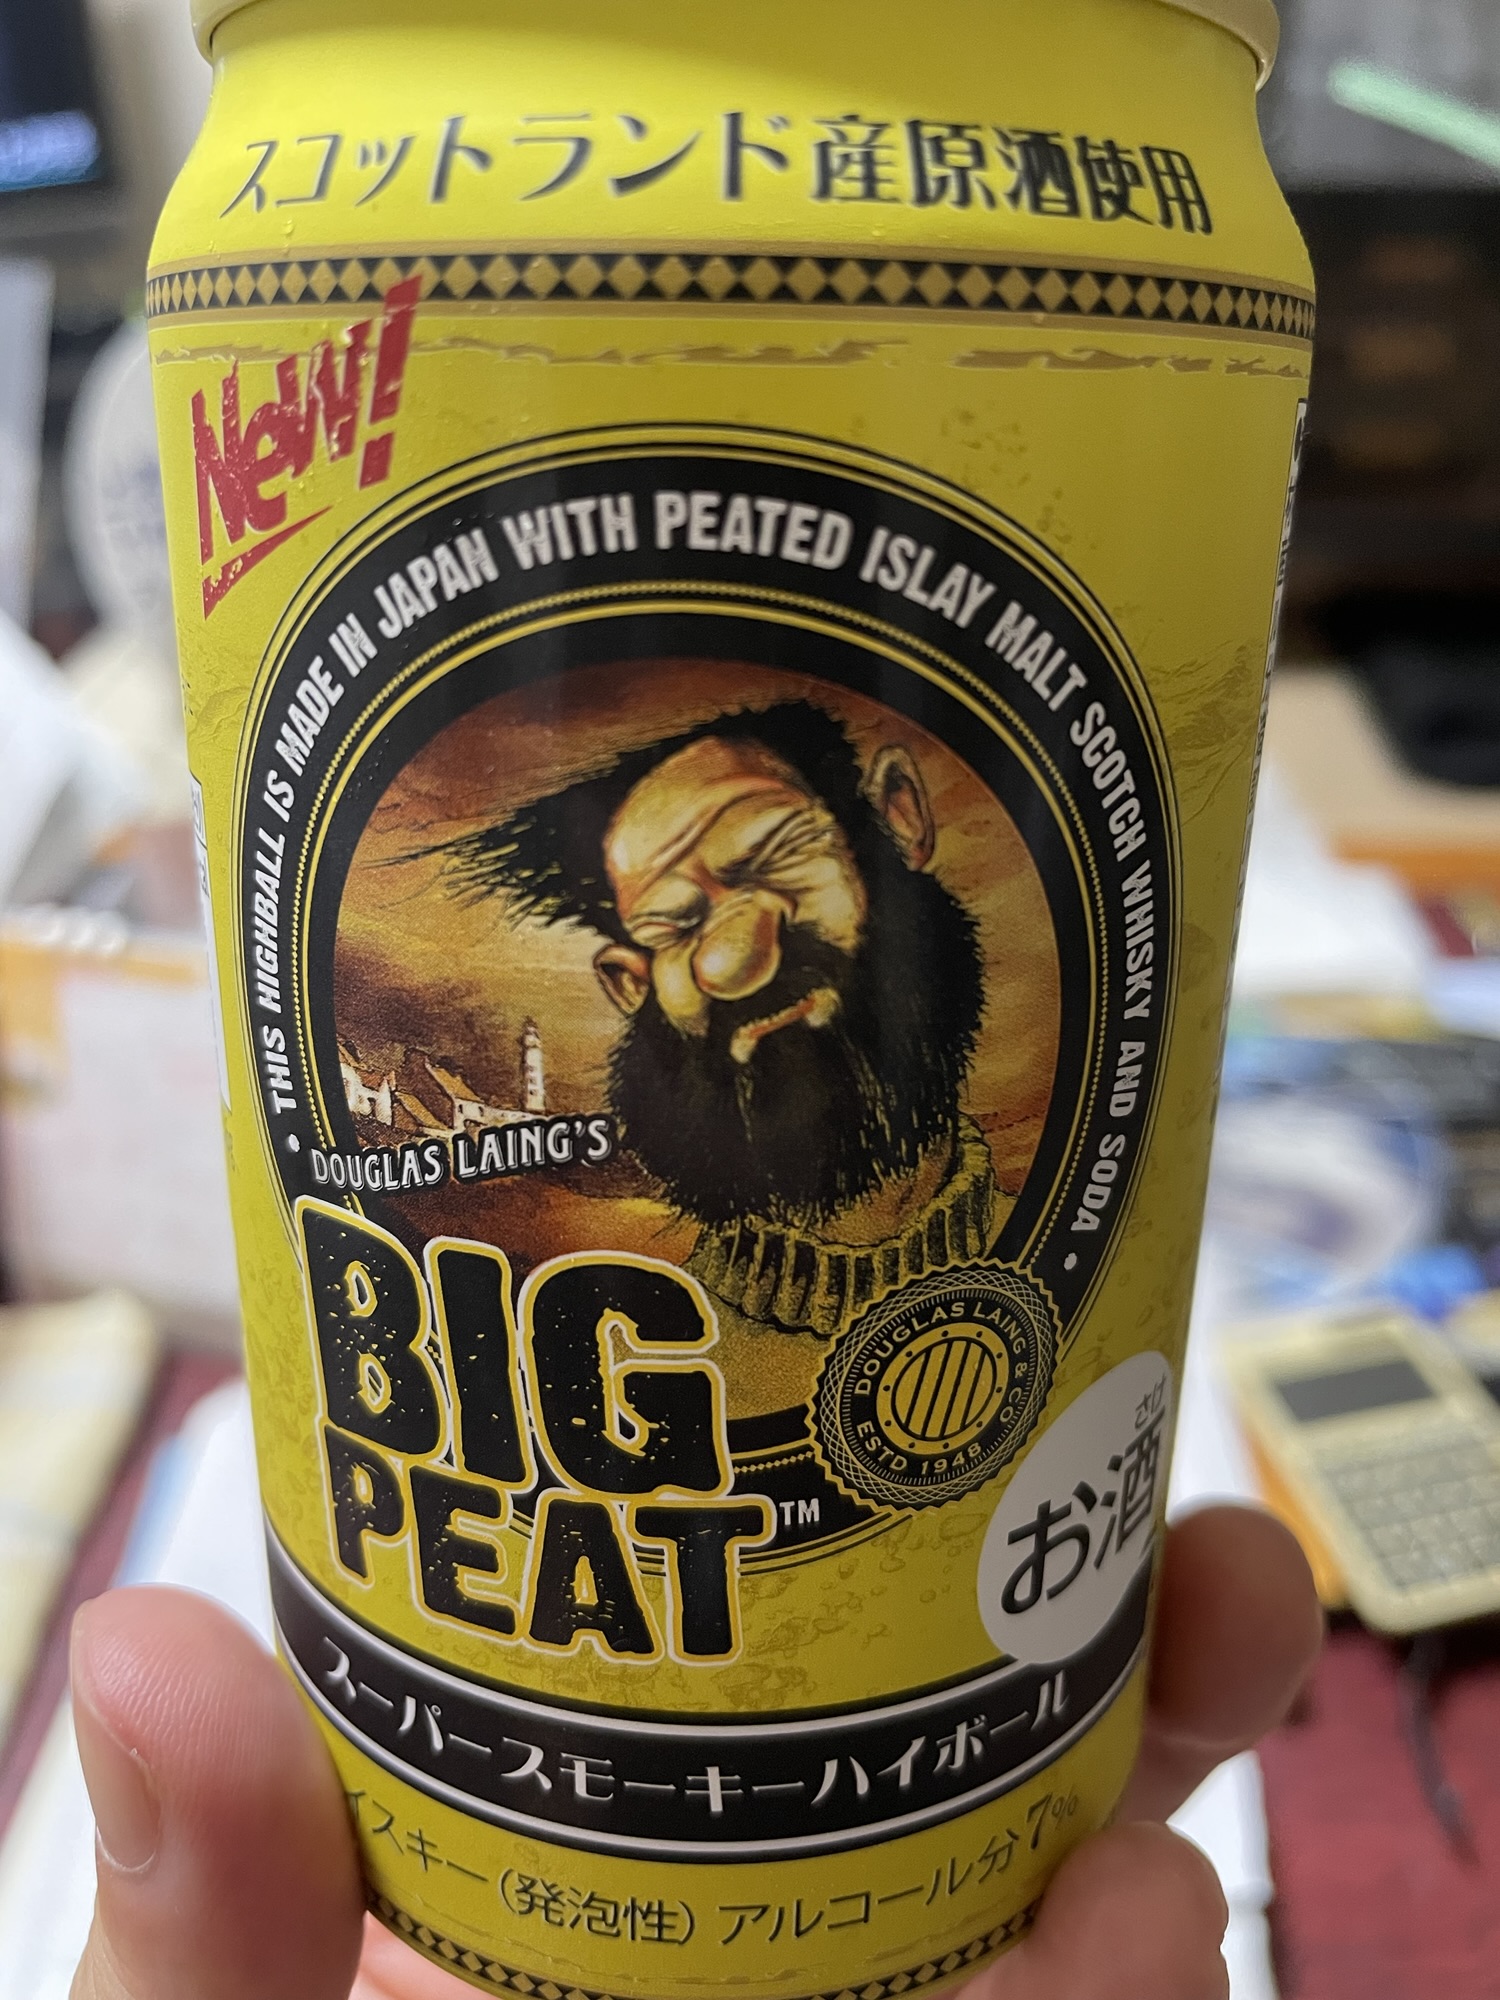 スコットランド産原酒使用
New!
• THIS HIGHBALL IS MADE IN JAPAN WITH PEATED ISLAY MALT SCOTCH WHISKY AND SODA •
DOUGLAS LAING'S
BIG
PEAT™
DOUGLAS LAING & CO
ESTD 1948
さけ
お酒
スーパースモーキーハイボール
イスキー(発泡性) アルコール分7%